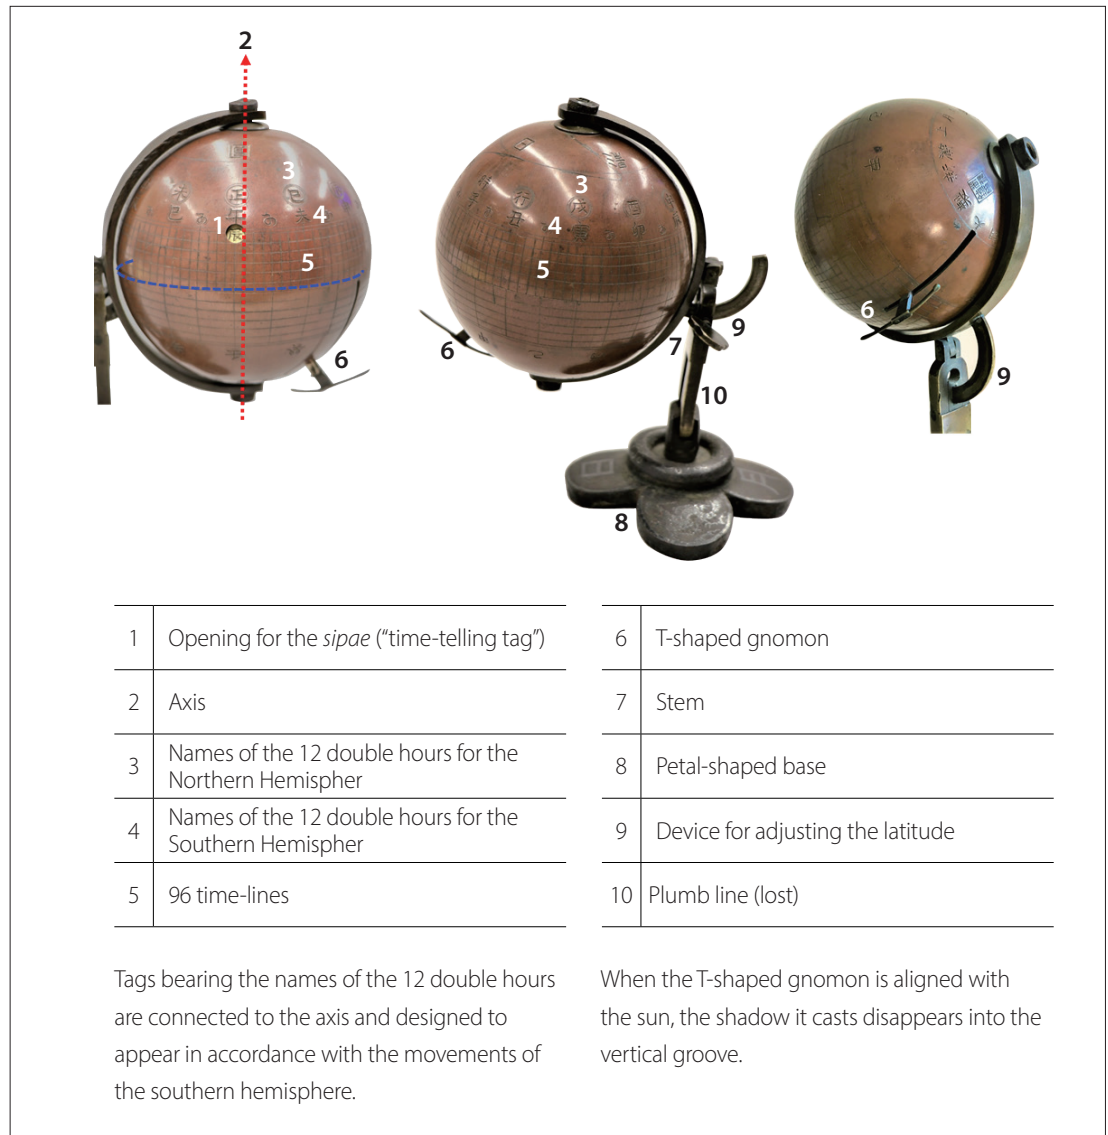 2
3
1
4
5
6
3
4
5
6
7
9
10
8
6
9
1 Opening for the sipae (“time-telling tag”)
2 Axis
3 Names of the 12 double hours for the
Northern Hemispher
4 Names of the 12 double hours for the
Southern Hemispher
5 96 time-lines
6 T-shaped gnomon
7 Stem
8 Petal-shaped base
9 Device for adjusting the latitude
10 Plumb line (lost)
Tags bearing the names of the 12 double hours
are connected to the axis and designed to
appear in accordance with the movements of
the southern hemisphere.
When the T-shaped gnomon is aligned with
the sun, the shadow it casts disappears into the
vertical groove.